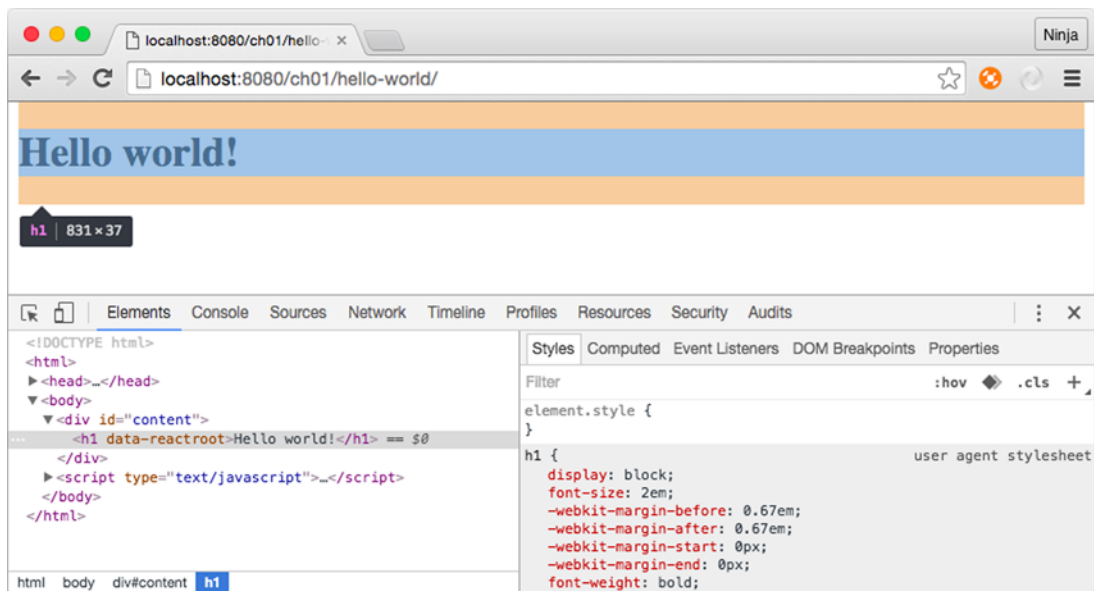 localhost:8080/ch01/hello- ×
Ninja
localhost:8080/ch01/hello-world/
Hello world!
h1 | 831 × 37
Elements Console Sources Network Timeline Profiles Resources Security Audits
<!DOCTYPE html>
<html>
▶<head>…</head>
▼<body>
▼<div id="content">
<h1 data-reactroot>Hello world!</h1> == $0
</div>
▶<script type="text/javascript">…</script>
</body>
</html>
html body div#content h1
Styles Computed Event Listeners DOM Breakpoints Properties
Filter :hov .cls +
element.style {
}
h1 { user agent stylesheet
display: block;
font-size: 2em;
-webkit-margin-before: 0.67em;
-webkit-margin-after: 0.67em;
-webkit-margin-start: 0px;
-webkit-margin-end: 0px;
font-weight: bold;